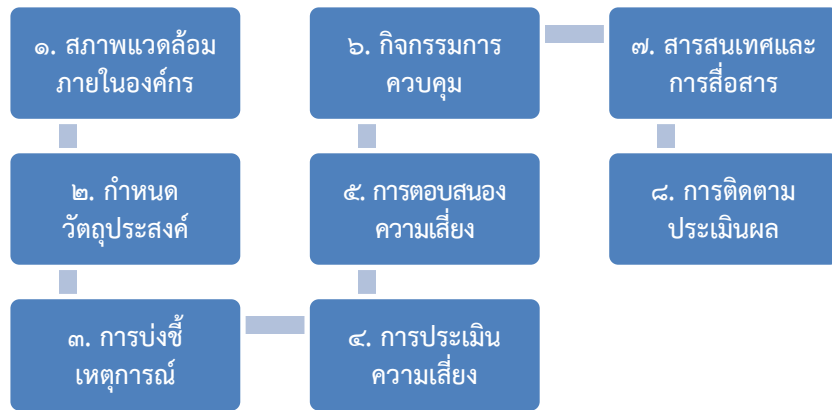 ๑. สภาพแวดล้อม
ภายในองค์กร
๒. กำหนด
วัตถุประสงค์
๓. การบ่งชี้
เหตุการณ์
๔. การประเมิน
ความเสี่ยง
๕. การตอบสนอง
ความเสี่ยง
๖. กิจกรรมการ
ควบคุม
๗. สารสนเทศและ
การสื่อสาร
๘. การติดตาม
ประเมินผล